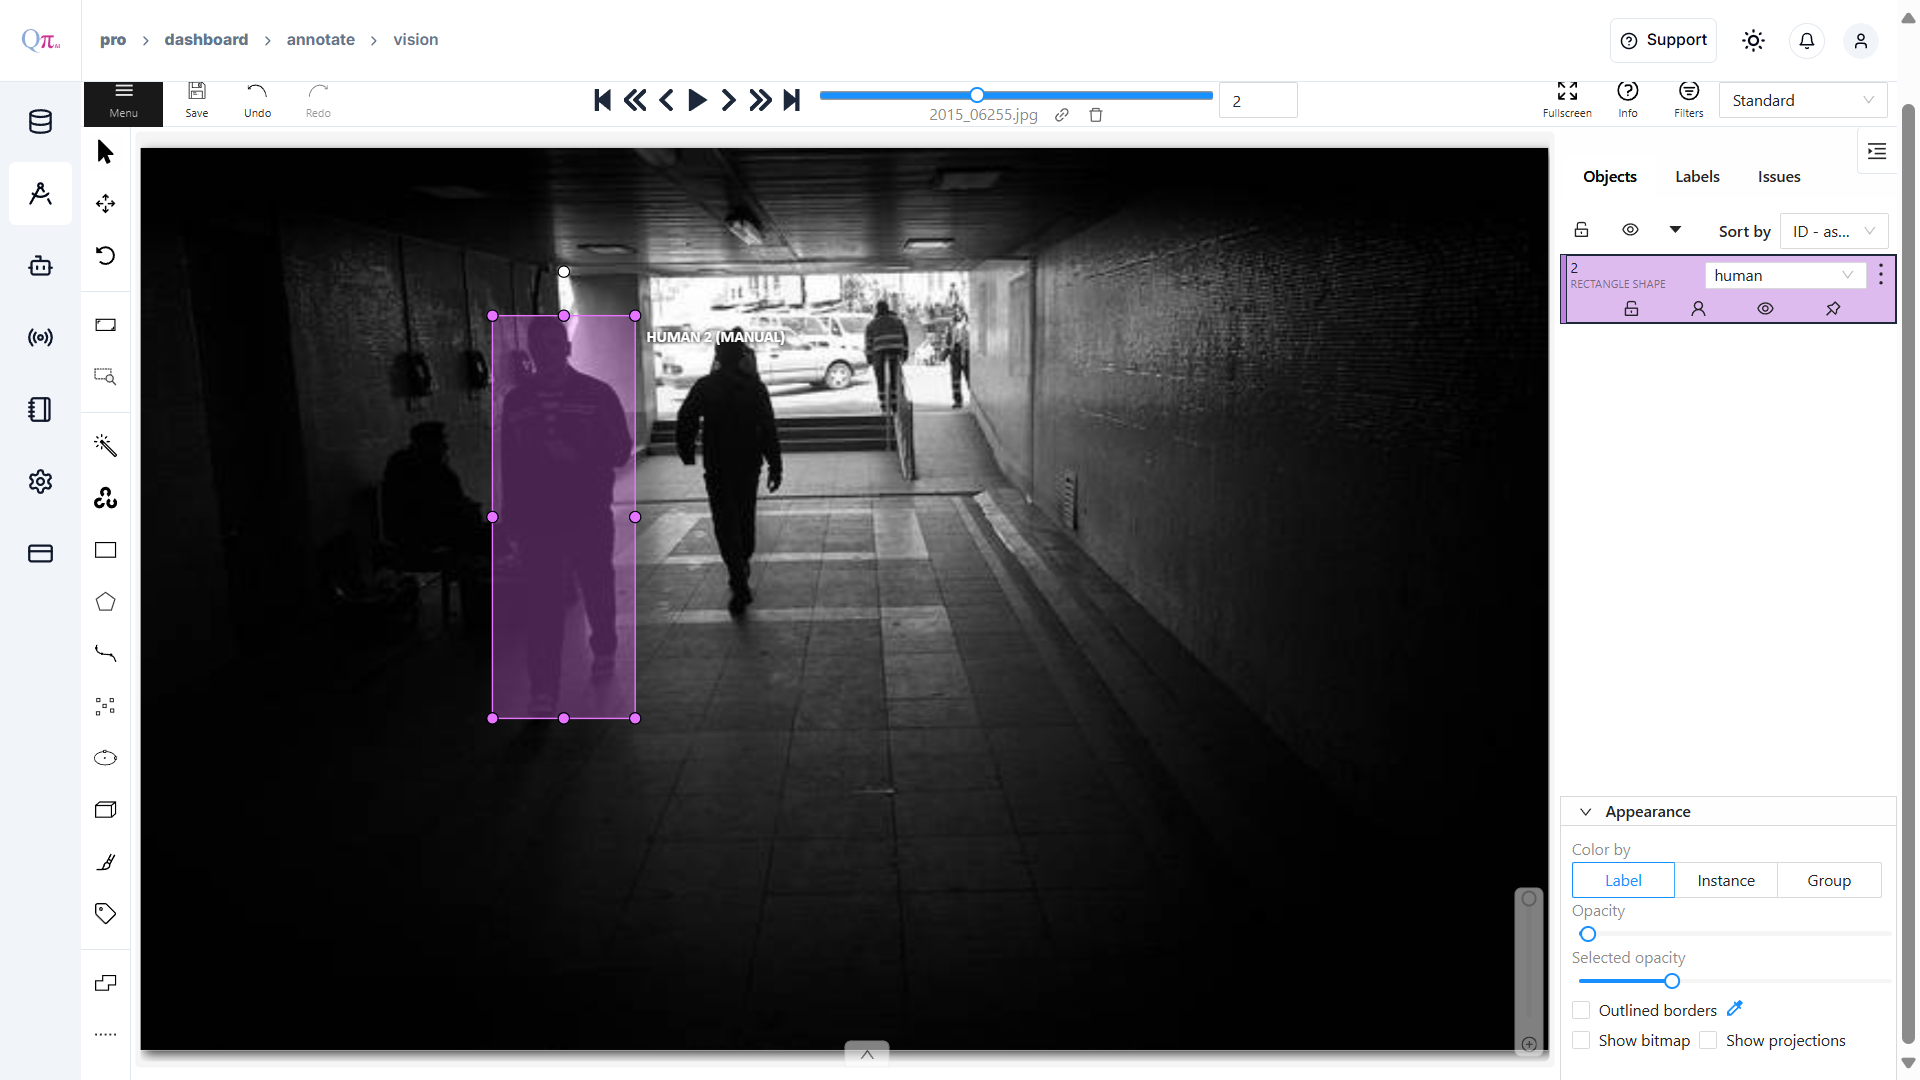 Qπ AI
pro > dashboard > annotate > vision
Support
Menu
Save
Undo
Redo
2015_06255.jpg
2
Fullscreen
Info
Filters
Standard
Objects
Labels
Issues
Sort by
ID - as...
2
RECTANGLE SHAPE
human
HUMAN 2 (MANUAL)
Appearance
Color by
Label
Instance
Group
Opacity
Selected opacity
Outlined borders
Show bitmap
Show projections